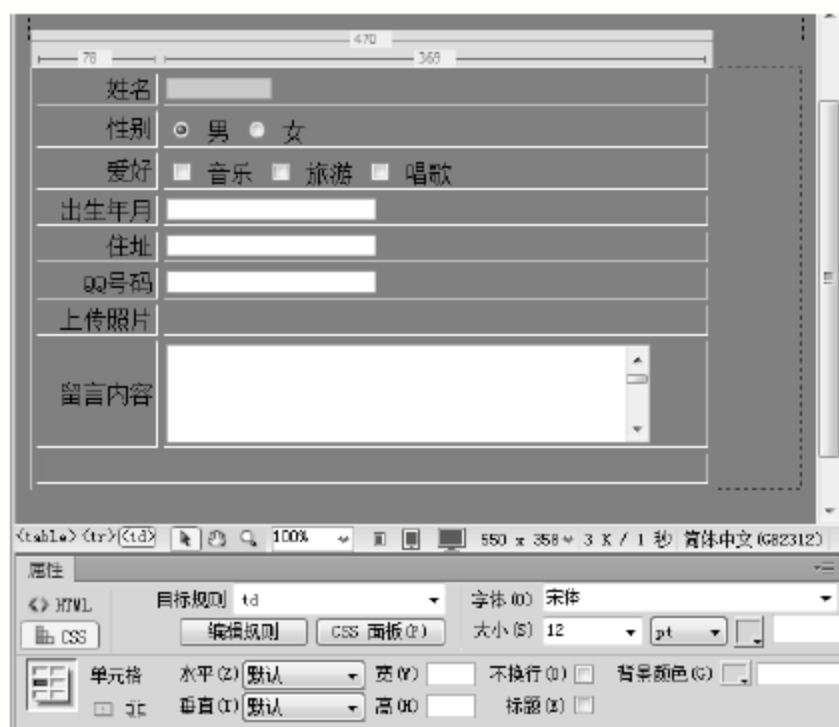 470
78 368
姓名
性别 男 女
爱好 音乐 旅游 唱歌
出生年月
住址
QQ号码
上传照片
留言内容
<table> <tr> <td> 100% 550 x 358 3 K / 1 秒 简体中文(GB2312)
属性
<> HTML 目标规则 td 字体(O) 宋体
CSS 编辑规则 CSS 面板(P) 大小(S) 12 pt
单元格 水平(Z) 默认 宽(W) 不换行(O) 背景颜色(G)
垂直(T) 默认 高(H) 标题(E)